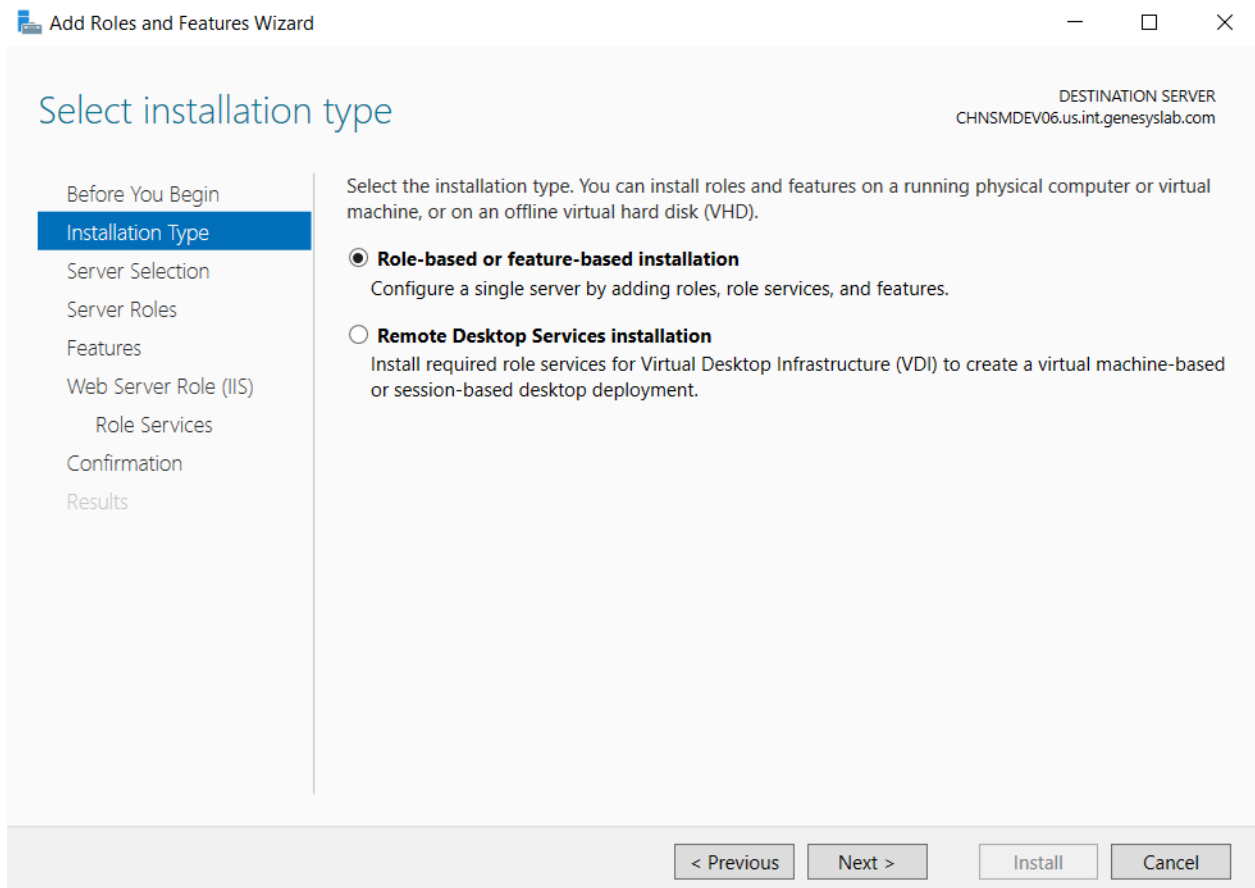 Add Roles and Features Wizard
Select installation type
DESTINATION SERVER
CHNSMDEV06.us.int.genesyslab.com
Before You Begin
Installation Type
Server Selection
Server Roles
Features
Web Server Role (IIS)
Role Services
Confirmation
Results
Select the installation type. You can install roles and features on a running physical computer or virtual
machine, or on an offline virtual hard disk (VHD).
Role-based or feature-based installation
Configure a single server by adding roles, role services, and features.
Remote Desktop Services installation
Install required role services for Virtual Desktop Infrastructure (VDI) to create a virtual machine-based
or session-based desktop deployment.
< Previous
Next >
Install
Cancel